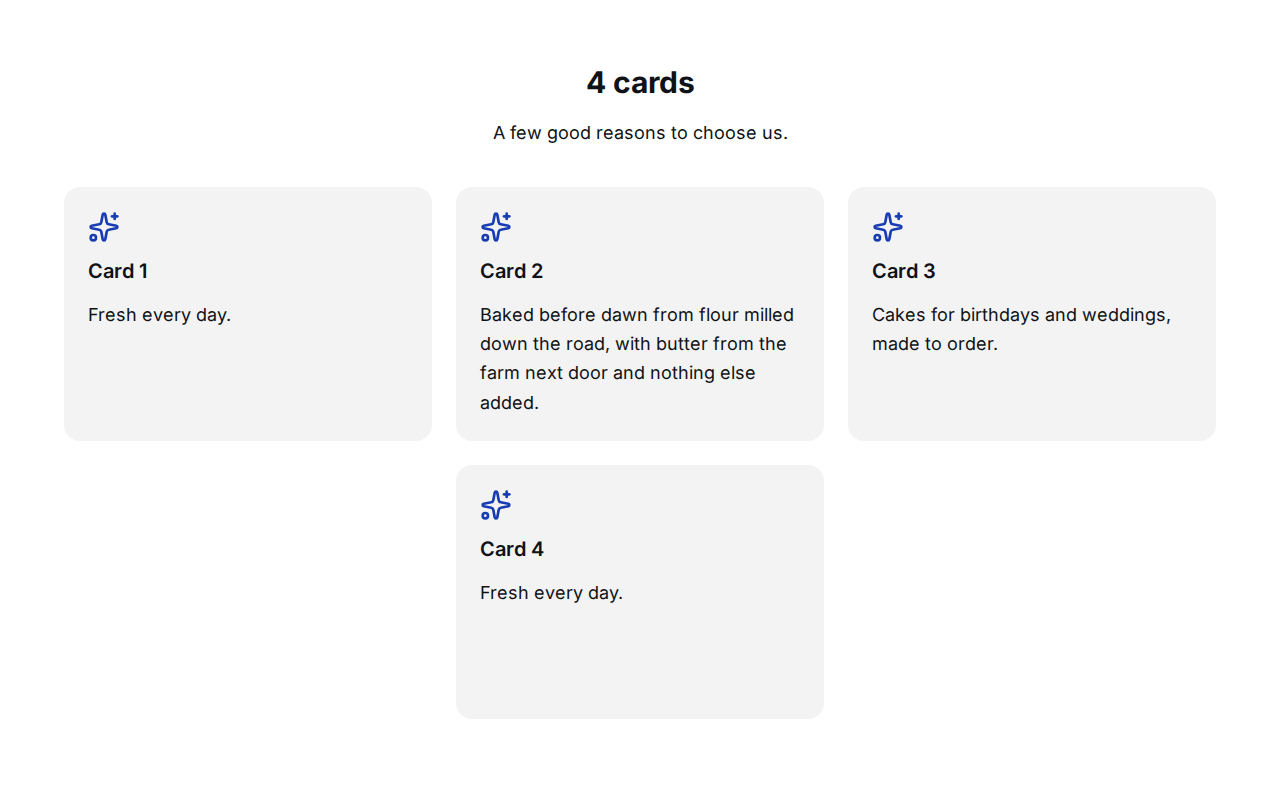 4 cards
A few good reasons to choose us.
Card 1
Fresh every day.
Card 2
Baked before dawn from flour milled
down the road, with butter from the
farm next door and nothing else
added.
Card 3
Cakes for birthdays and weddings,
made to order.
Card 4
Fresh every day.